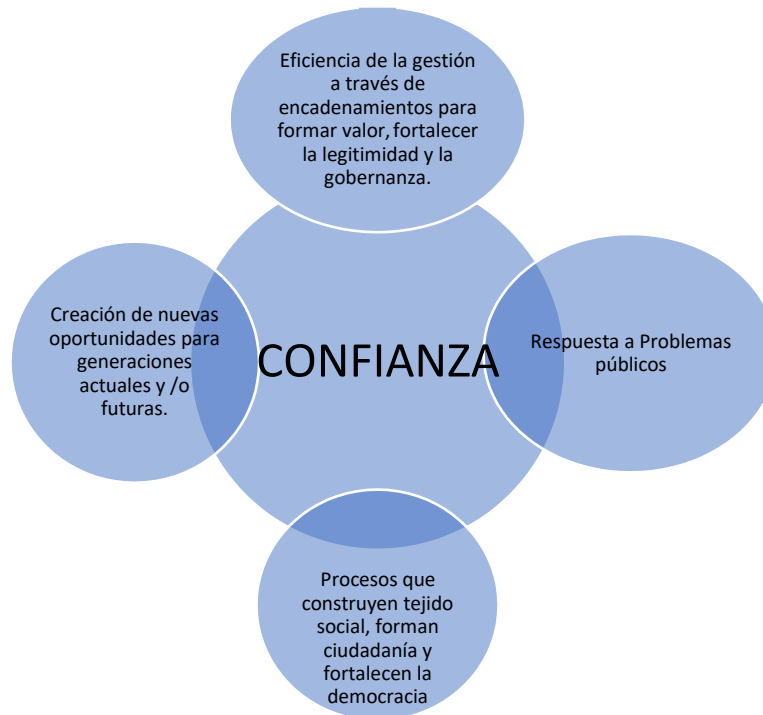 Eficiencia de la gestión
a través de
encadenamientos para
formar valor, fortalecer
la legitimidad y la
gobernanza.
Creación de nuevas
oportunidades para
generaciones
actuales y /o
futuras.
CONFIANZA
Respuesta a Problemas
públicos
Procesos que
construyen tejido
social, forman
ciudadanía y
fortalecen la
democracia